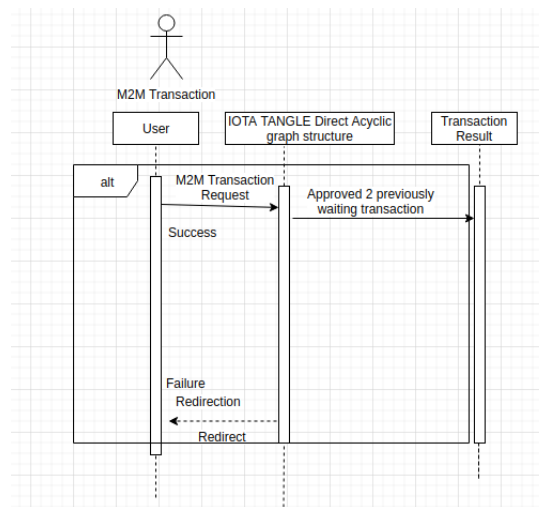 M2M Transaction
User
IOTA TANGLE Direct Acyclic
graph structure
Transaction
Result
alt
M2M Transaction
Request
Approved 2 previously
waiting transaction
Success
Failure
Redirection
Redirect